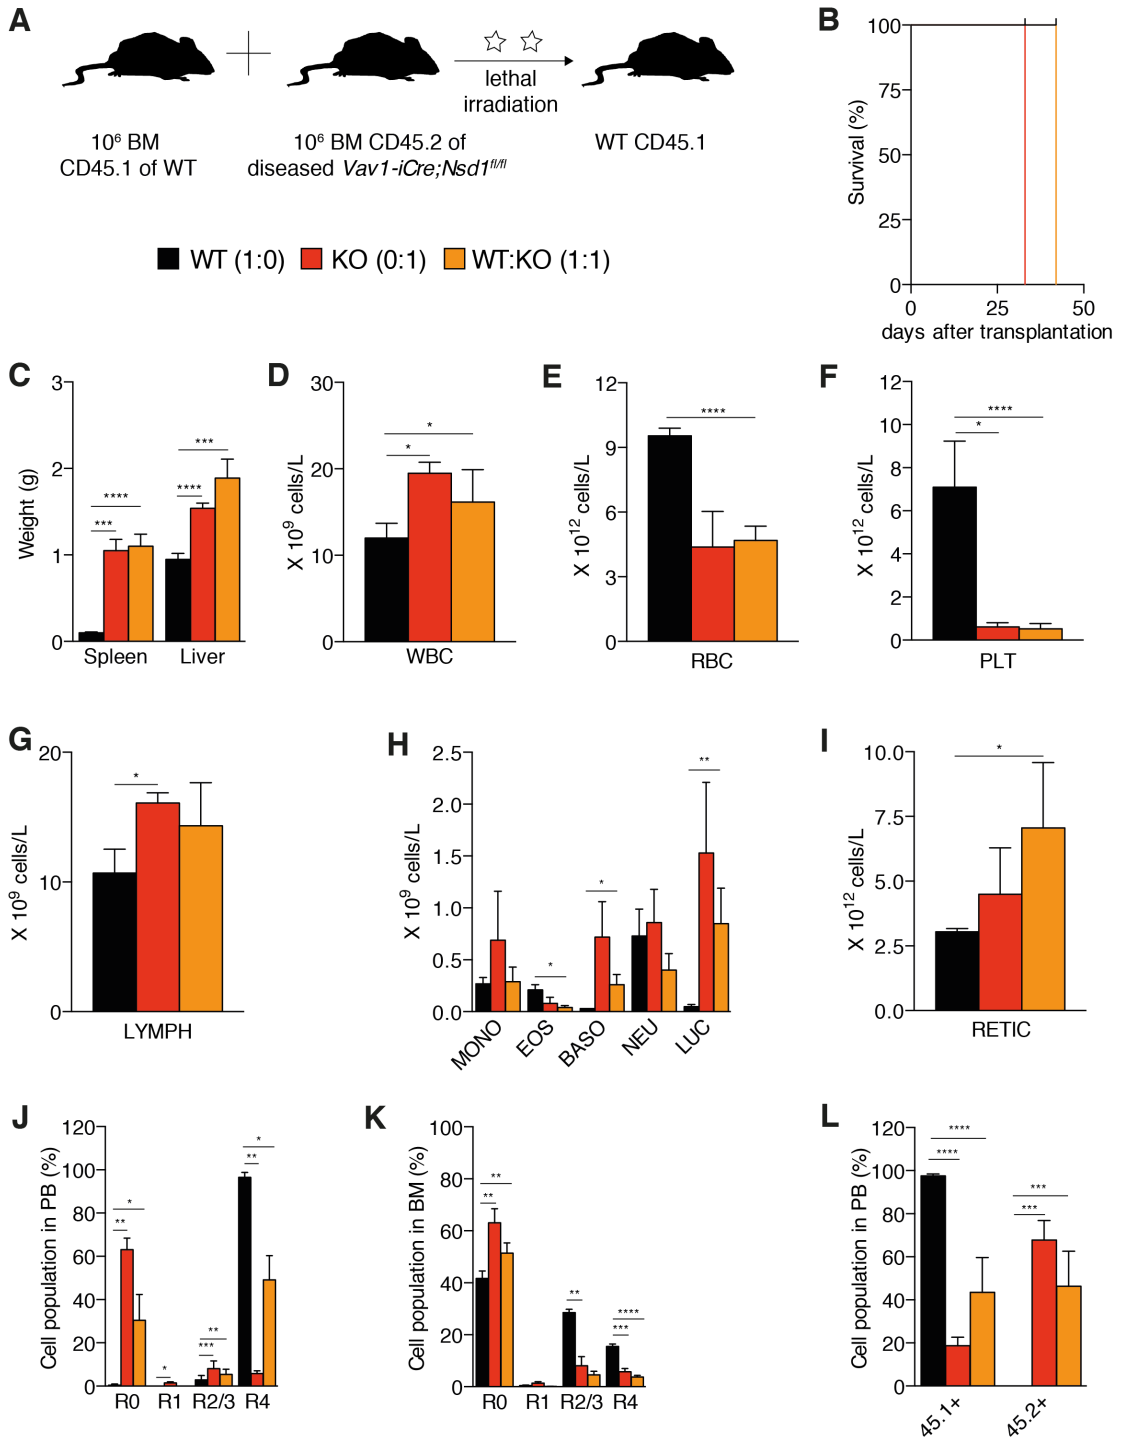 A
10⁶ BM
CD45.1 of WT
10⁶ BM CD45.2 of
diseased Vav1-iCre;Nsd1fl/fl
lethal
irradiation
WT CD45.1
WT (1:0) KO (0:1) WT:KO (1:1)
B
Survival (%)
100
75
50
25
0
0 25 50
days after transplantation
C
Weight (g)
3
2
1
0
*** **** **** ***
Spleen Liver
D
X 10⁹ cells/L
30
20
10
0
* *
WBC
E
X 10¹² cells/L
12
9
6
3
0
****
RBC
F
X 10¹² cells/L
12
10
8
6
4
2
0
****
*
PLT
G
X 10⁹ cells/L
20
10
0
*
LYMPH
H
X 10⁹ cells/L
2.5
2.0
1.5
1.0
0.5
0.0
* * **
MONO EOS BASO NEU LUC
I
X 10¹² cells/L
10.0
7.5
5.0
2.5
0.0
*
RETIC
J
Cell population in PB (%)
120
100
80
60
40
20
0
* ** * ** *** * **
R0 R1 R2/3 R4
K
Cell population in BM (%)
100
80
60
40
20
0
** ** ** **** ***
R0 R1 R2/3 R4
L
Cell population in PB (%)
120
100
80
60
40
20
0
**** **** *** ***
45.1+ 45.2+